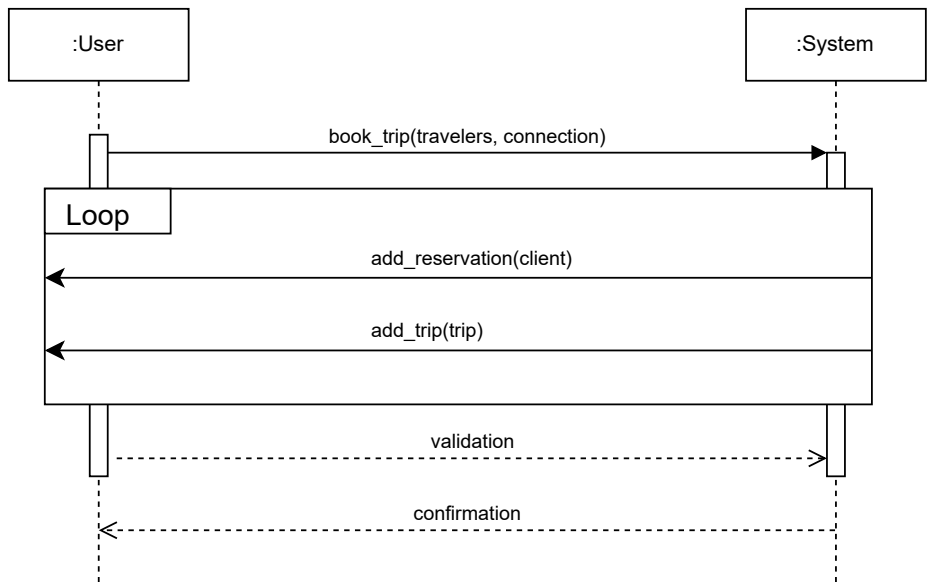 :User
:System
book_trip(travelers, connection)
Loop
add_reservation(client)
add_trip(trip)
validation
confirmation